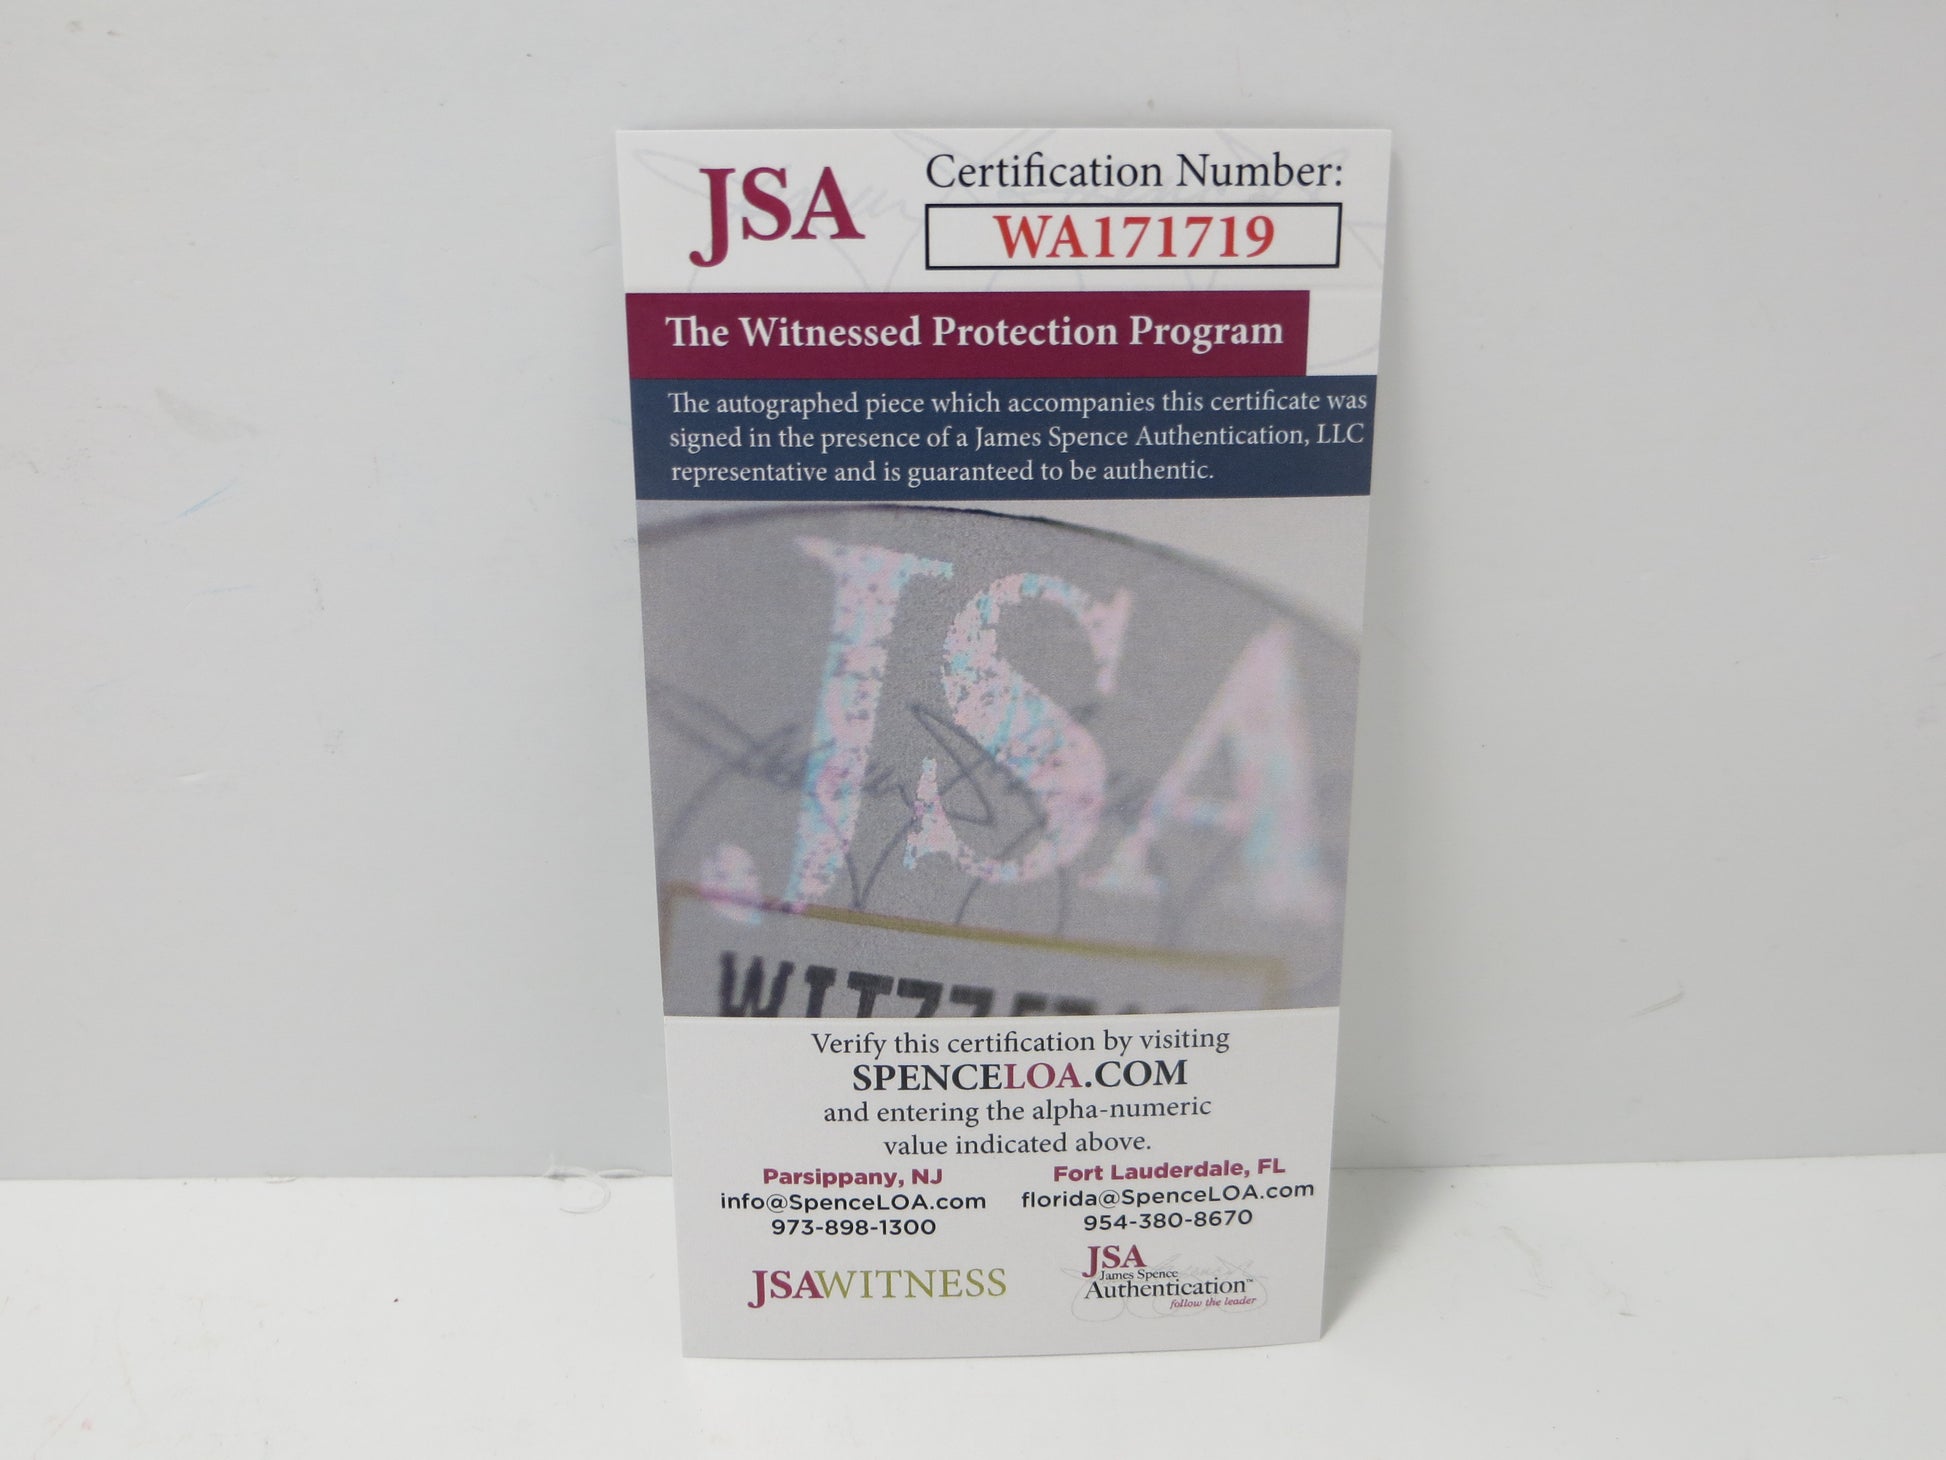 JSA
Certification Number:
WA171719
The Witnessed Protection Program
The autographed piece which accompanies this certificate was
signed in the presence of a James Spence Authentication, LLC
representative and is guaranteed to be authentic.
JSA
Verify this certification by visiting
SPENCELOA.COM
and entering the alpha-numeric
value indicated above.
Parsippany, NJ
info@SpenceLOA.com
973-898-1300
Fort Lauderdale, FL
florida@SpenceLOA.com
954-380-8670
JSAWITNESS
JSA
James Spence
Authentication™
follow the leader